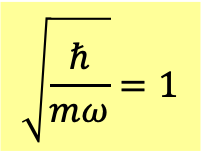 √(ℏ/mω) = 1